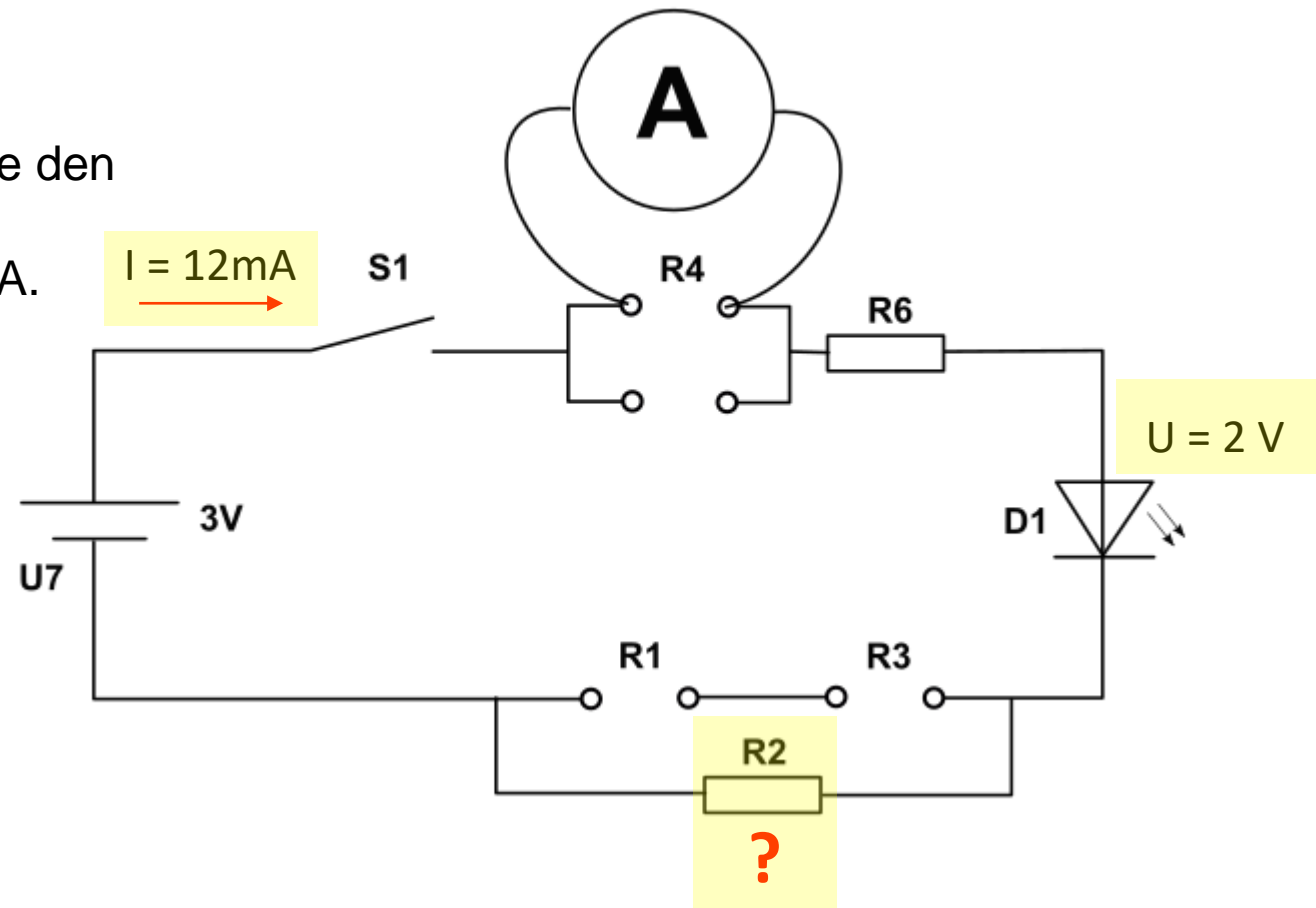 A
e den
A.
I = 12mA
S1
R4
R6
U = 2 V
3V
D1
U7
R1
R3
R2
?